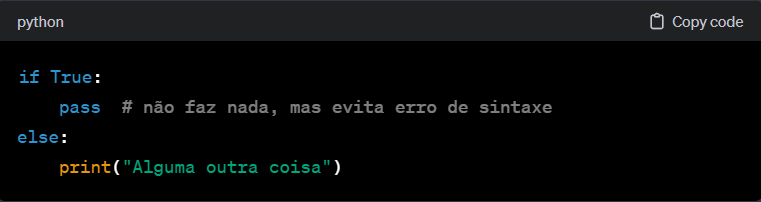 python
Copy code
if True:
    pass  # não faz nada, mas evita erro de sintaxe
else:
    print("Alguma outra coisa")